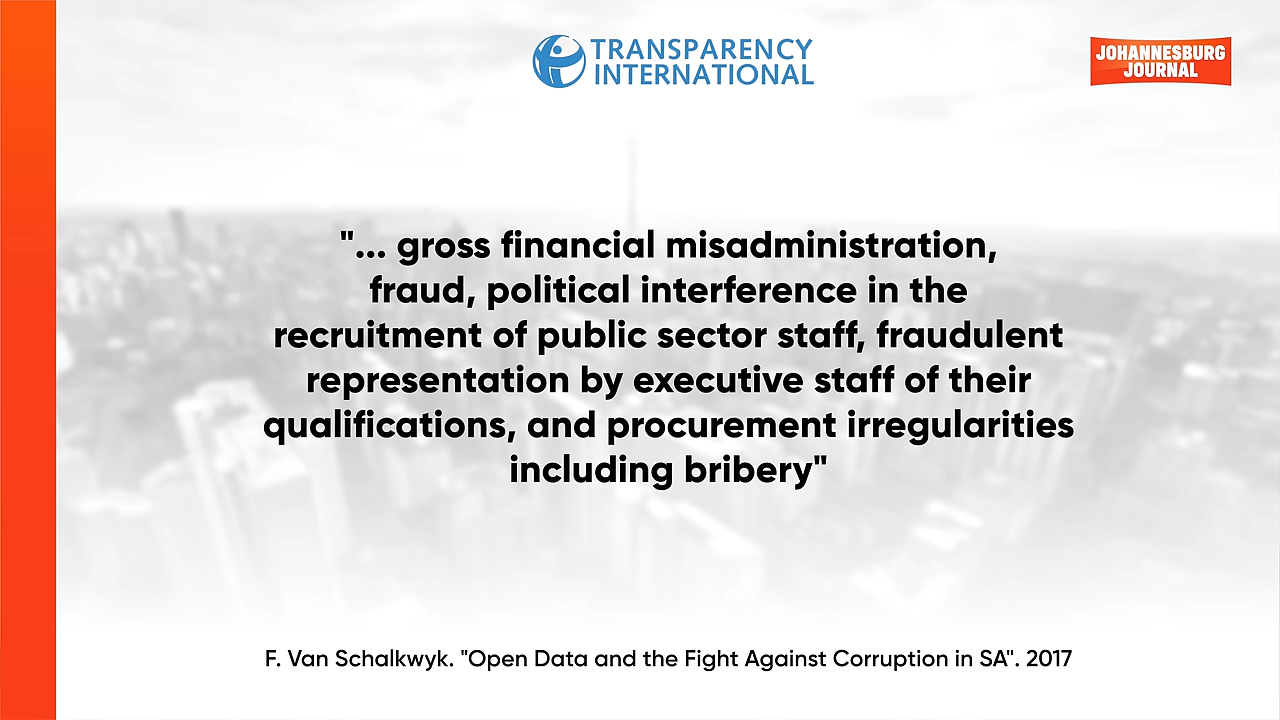 TRANSPARENCY
INTERNATIONAL
JOHANNESBURG
JOURNAL
"... gross financial misadministration,
fraud, political interference in the
recruitment of public sector staff, fraudulent
representation by executive staff of their
qualifications, and procurement irregularities
including bribery"
F. Van Schalkwyk. "Open Data and the Fight Against Corruption in SA". 2017